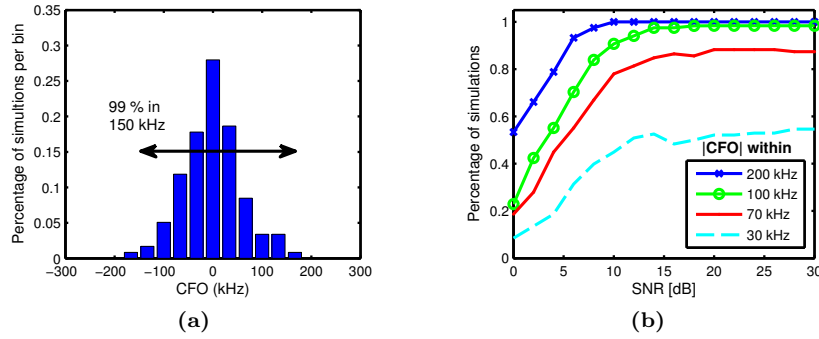 (a)
Percentage of simultions per bin
0.35
0.3
0.25
0.2
0.15
0.1
0.05
0
99 % in
150 kHz
−300 −200 −100 0 100 200 300
CFO (kHz)
(b)
Percentage of simulations
1
0.8
0.6
0.4
0.2
0
|CFO| within
200 kHz
100 kHz
70 kHz
30 kHz
0 5 10 15 20 25 30
SNR [dB]